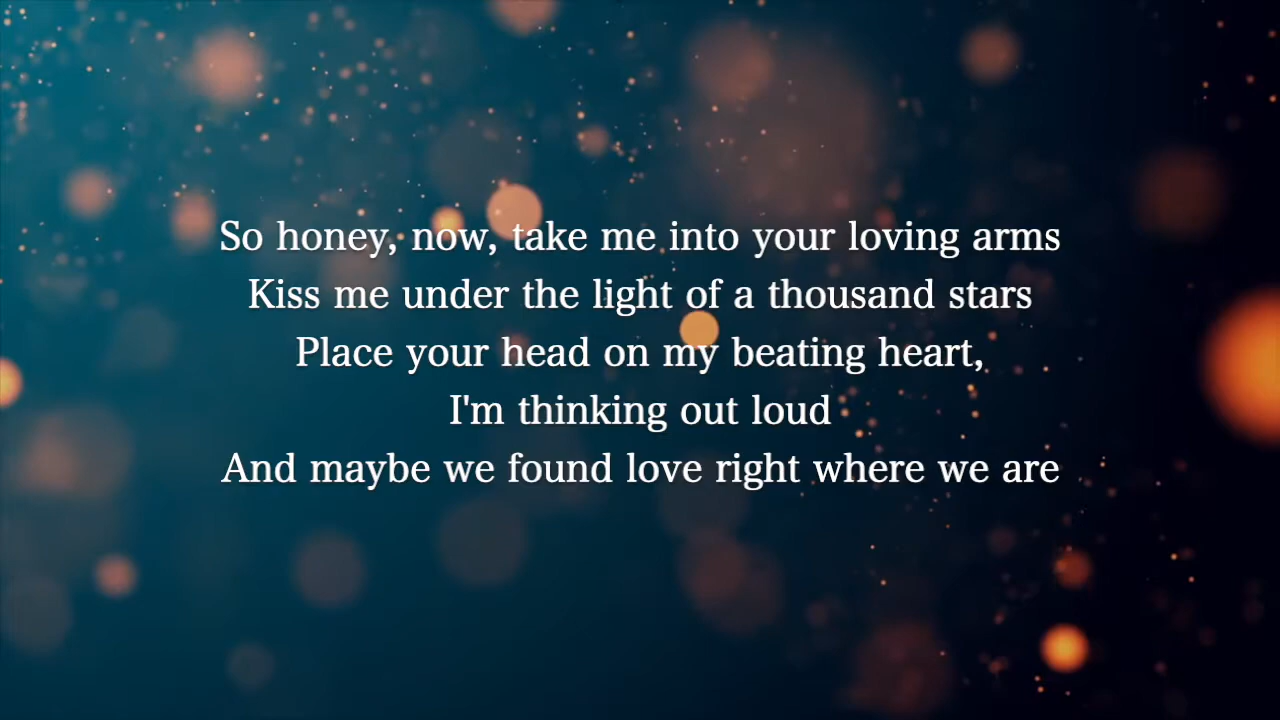 So honey, now, take me into your loving arms
Kiss me under the light of a thousand stars
Place your head on my beating heart,
I'm thinking out loud
And maybe we found love right where we are